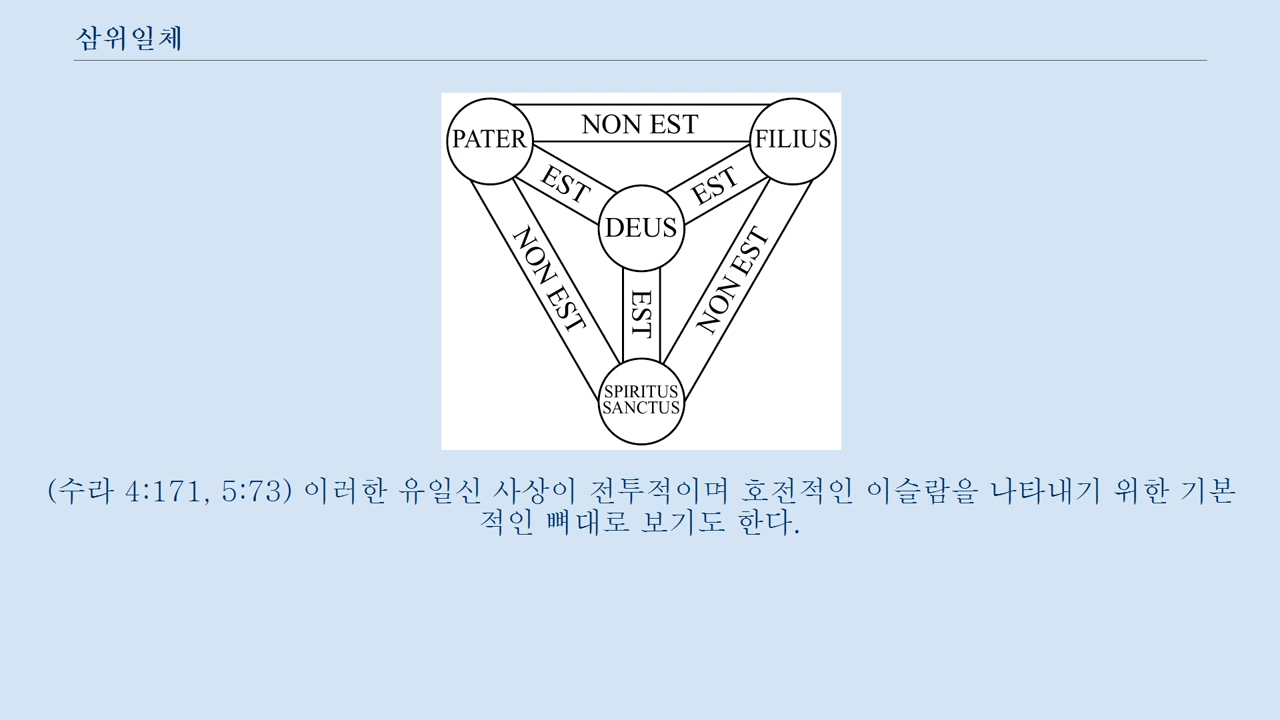 삼위일체
PATER
NON EST
FILIUS
EST
EST
DEUS
NON EST
EST
NON EST
SPIRITUS
SANCTUS
(수라 4:171, 5:73) 이러한 유일신 사상이 전투적이며 호전적인 이슬람을 나타내기 위한 기본
적인 뼈대로 보기도 한다.